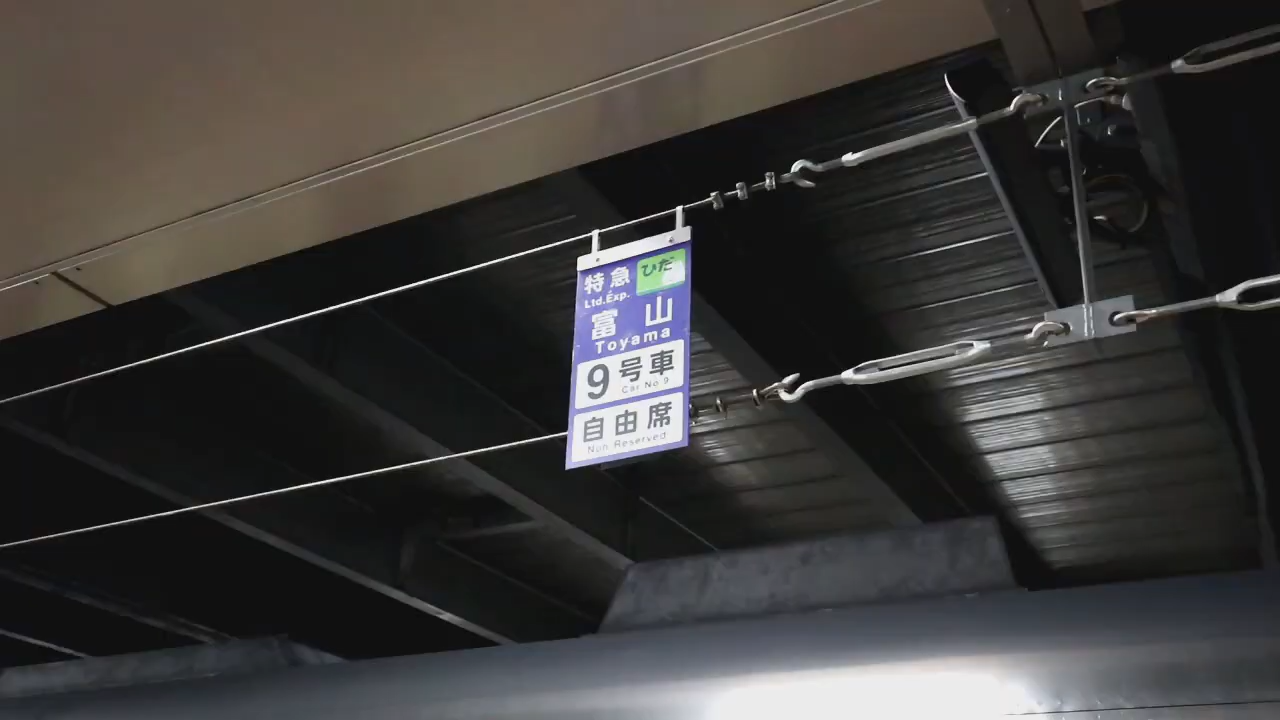 特急 ひだ
Ltd.Exp.
富山
Toyama
9号車
Car No.9
自由席
Non Reserved